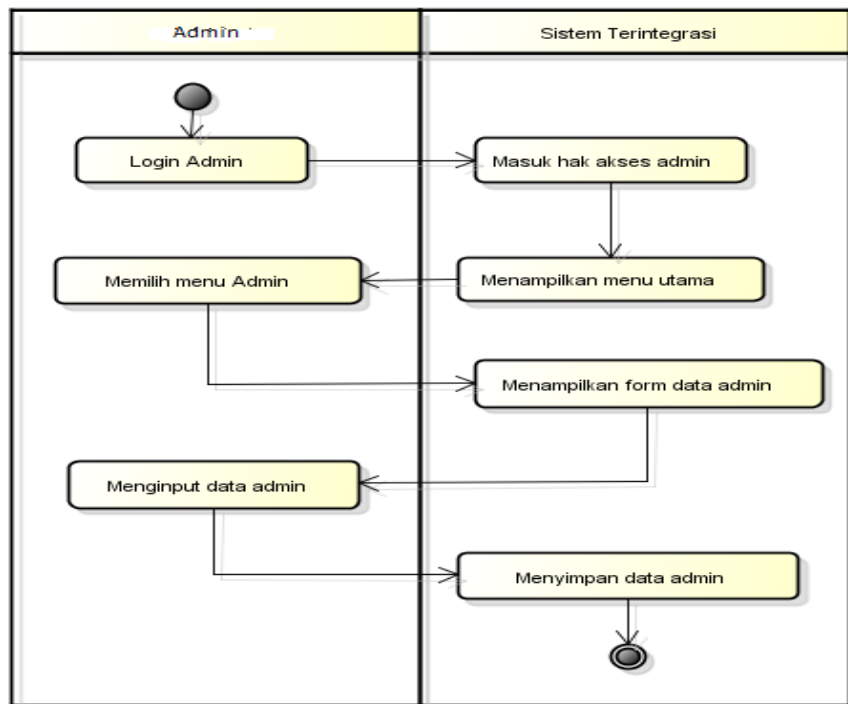 Admin
Sistem Terintegrasi
Login Admin
Masuk hak akses admin
Memilih menu Admin
Menampilkan menu utama
Menampilkan form data admin
Menginput data admin
Menyimpan data admin